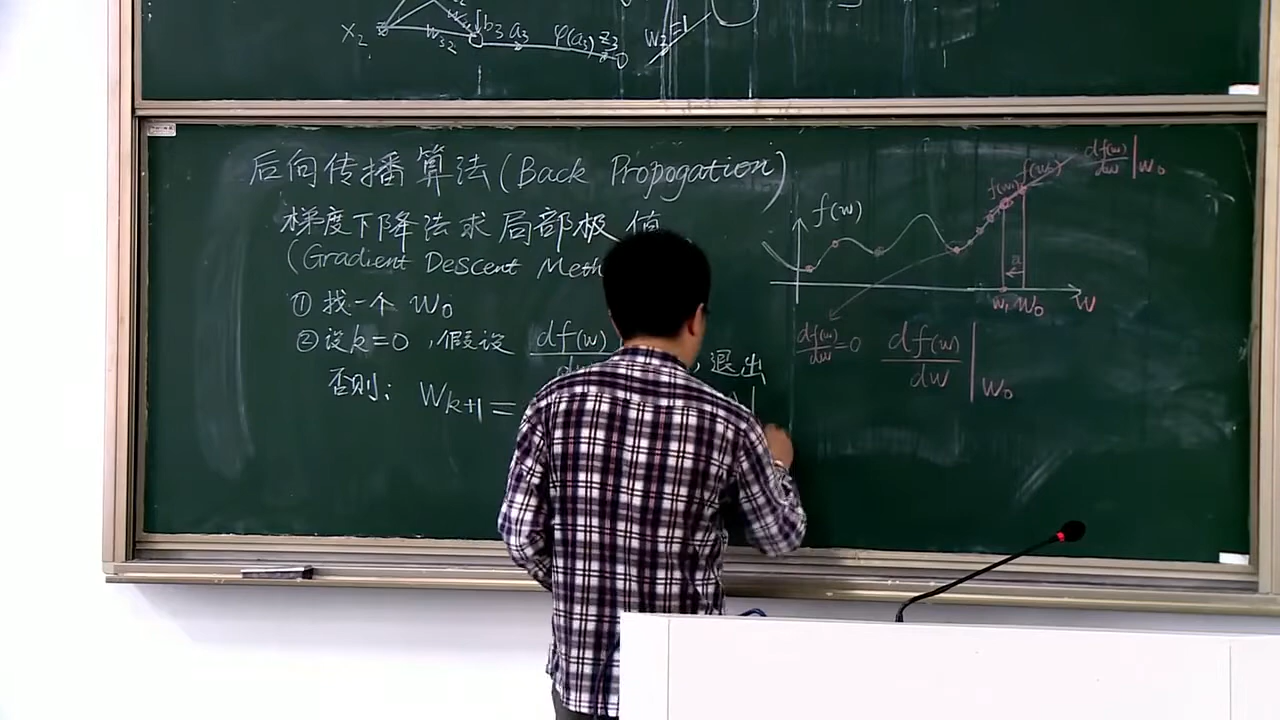 x₂ w₃₂ b₃ a₃ φ(a₃) z₃
后向传播算法(Back Propogation)
梯度下降法求局部极值
(Gradient Descent Meth
① 找一个 W₀
②设k=0 ,假设 df(w)/dw , 退出
否则: Wk+1=
f(w)
df(w)/dw|W₀
W₁ W₀ W
df(w)/dw=0
df(w)/dw|W₀